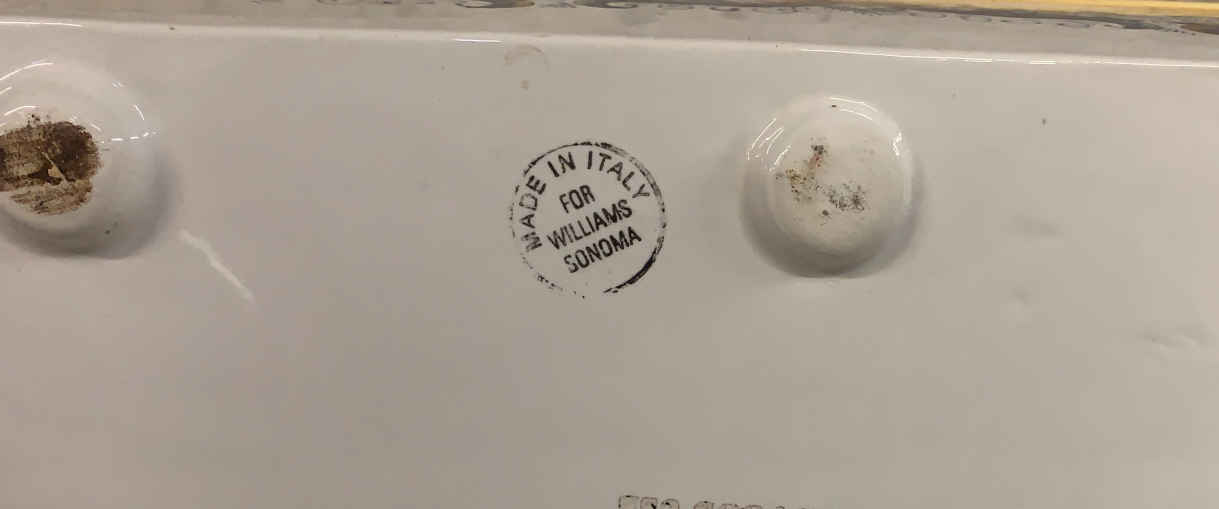 MADE IN ITALY
FOR
WILLIAMS
SONOMA